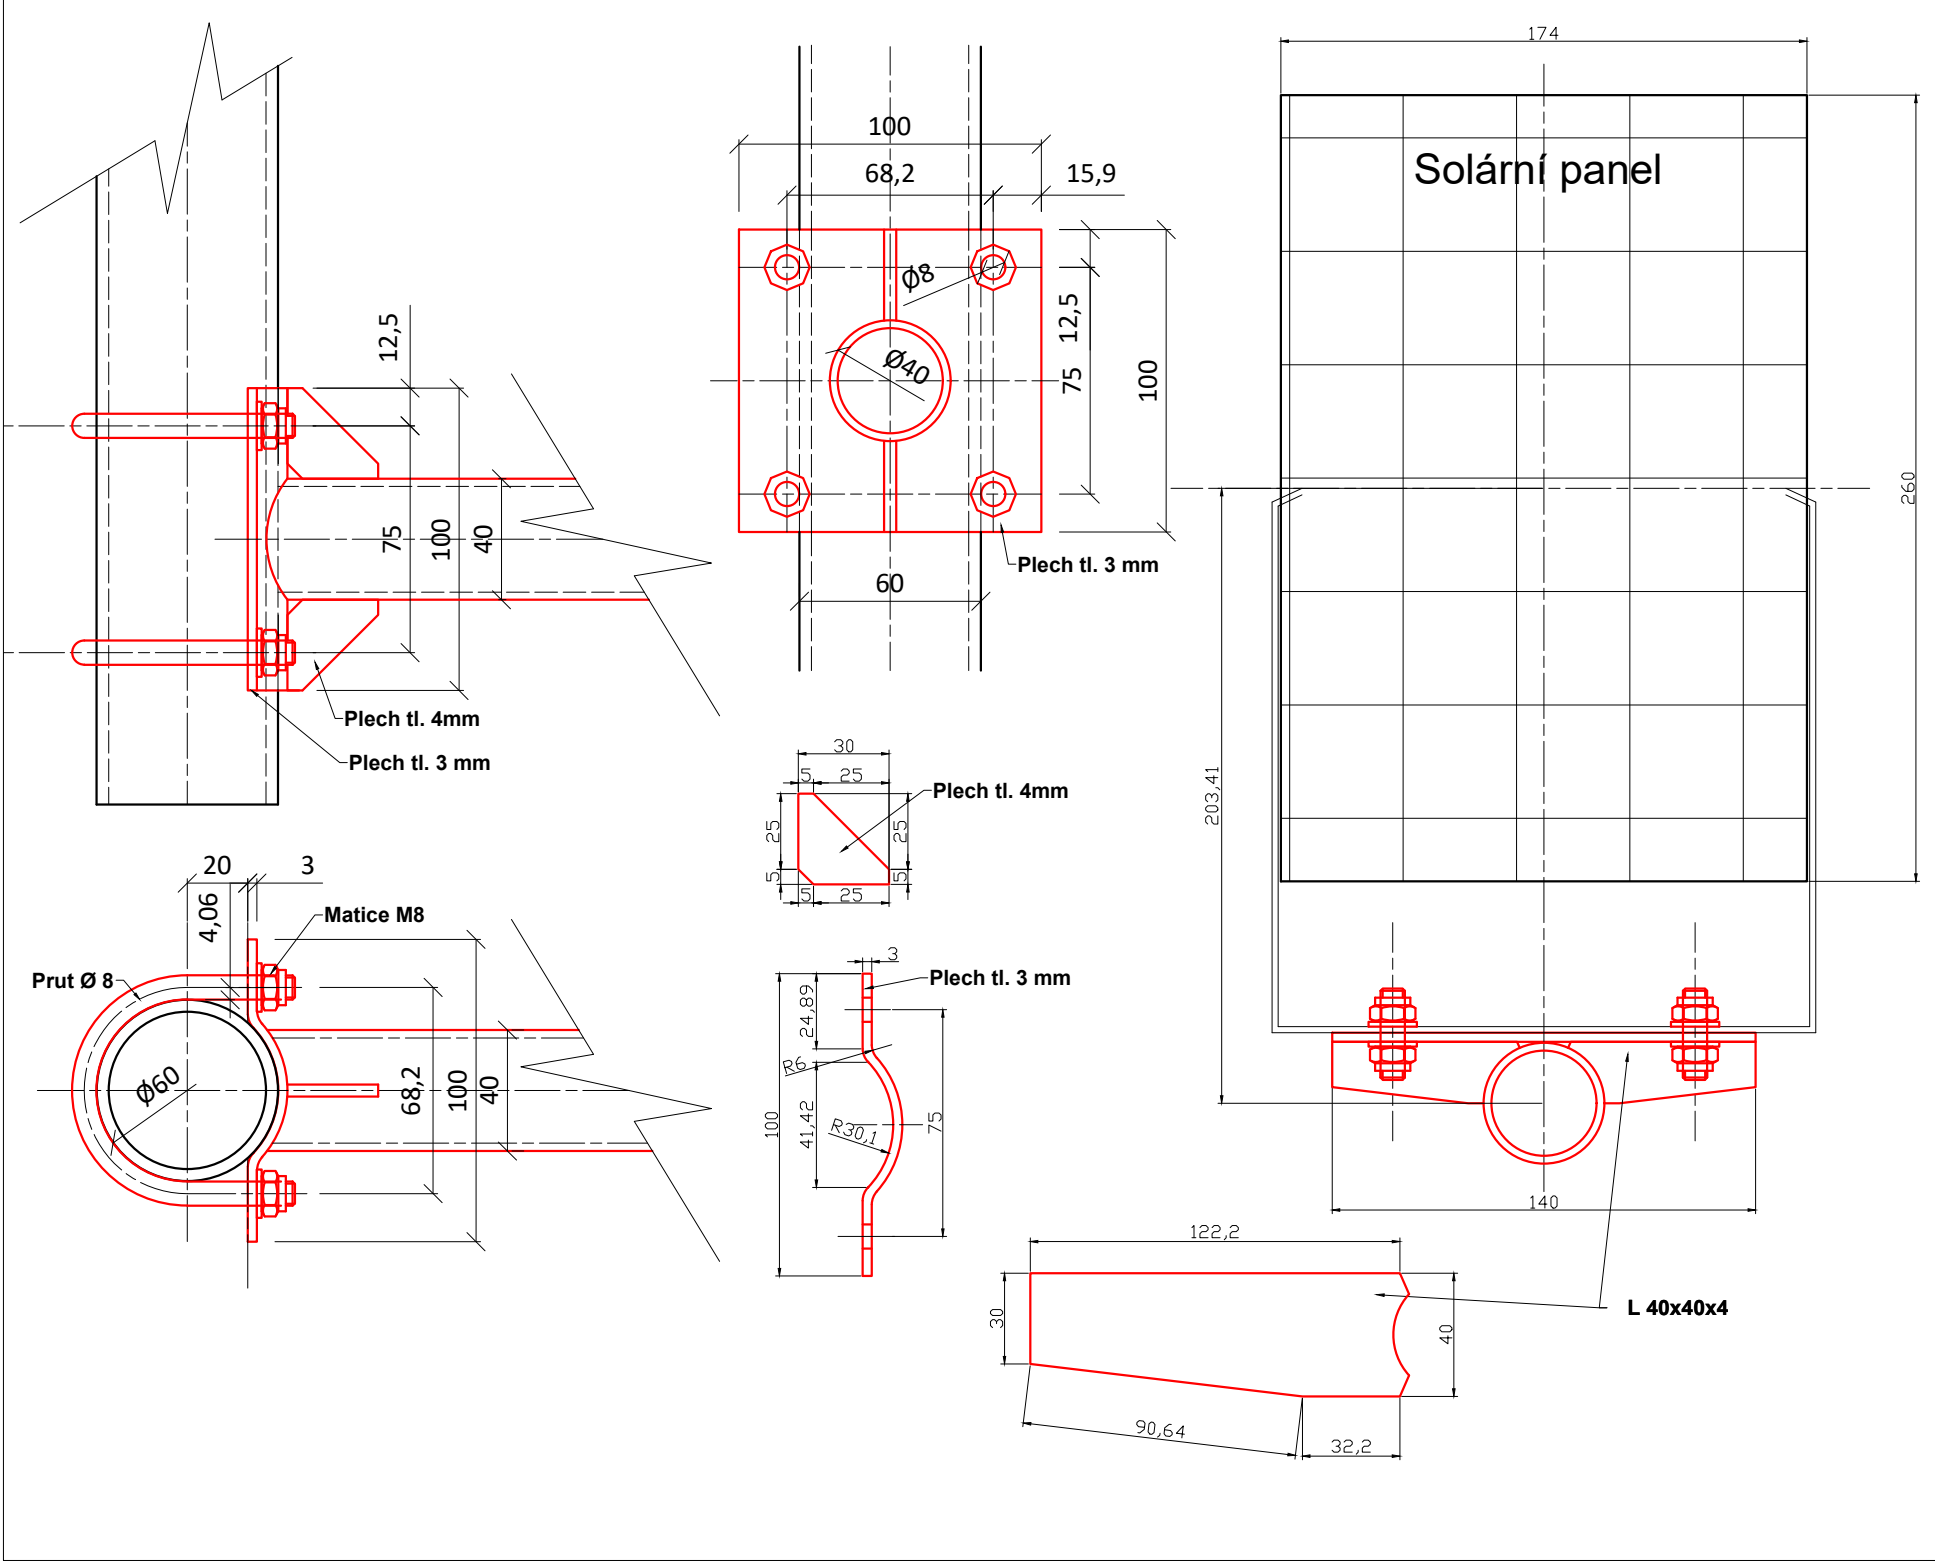 12,5
75
100
40
Plech tl. 4mm
Plech tl. 3 mm
100
68,2
15,9
Ø8
Ø40
12,5
75
100
Plech tl. 3 mm
60
174
Solární panel
260
203,41
140
30
5
25
Plech tl. 4mm
25
25
5
5
5
25
20
3
4,06
Matice M8
Prut Ø 8
Ø60
68,2
100
40
3
Plech tl. 3 mm
24,89
R6
100
41,42
R30,1
75
122,2
30
40
L 40x40x4
90,64
32,2